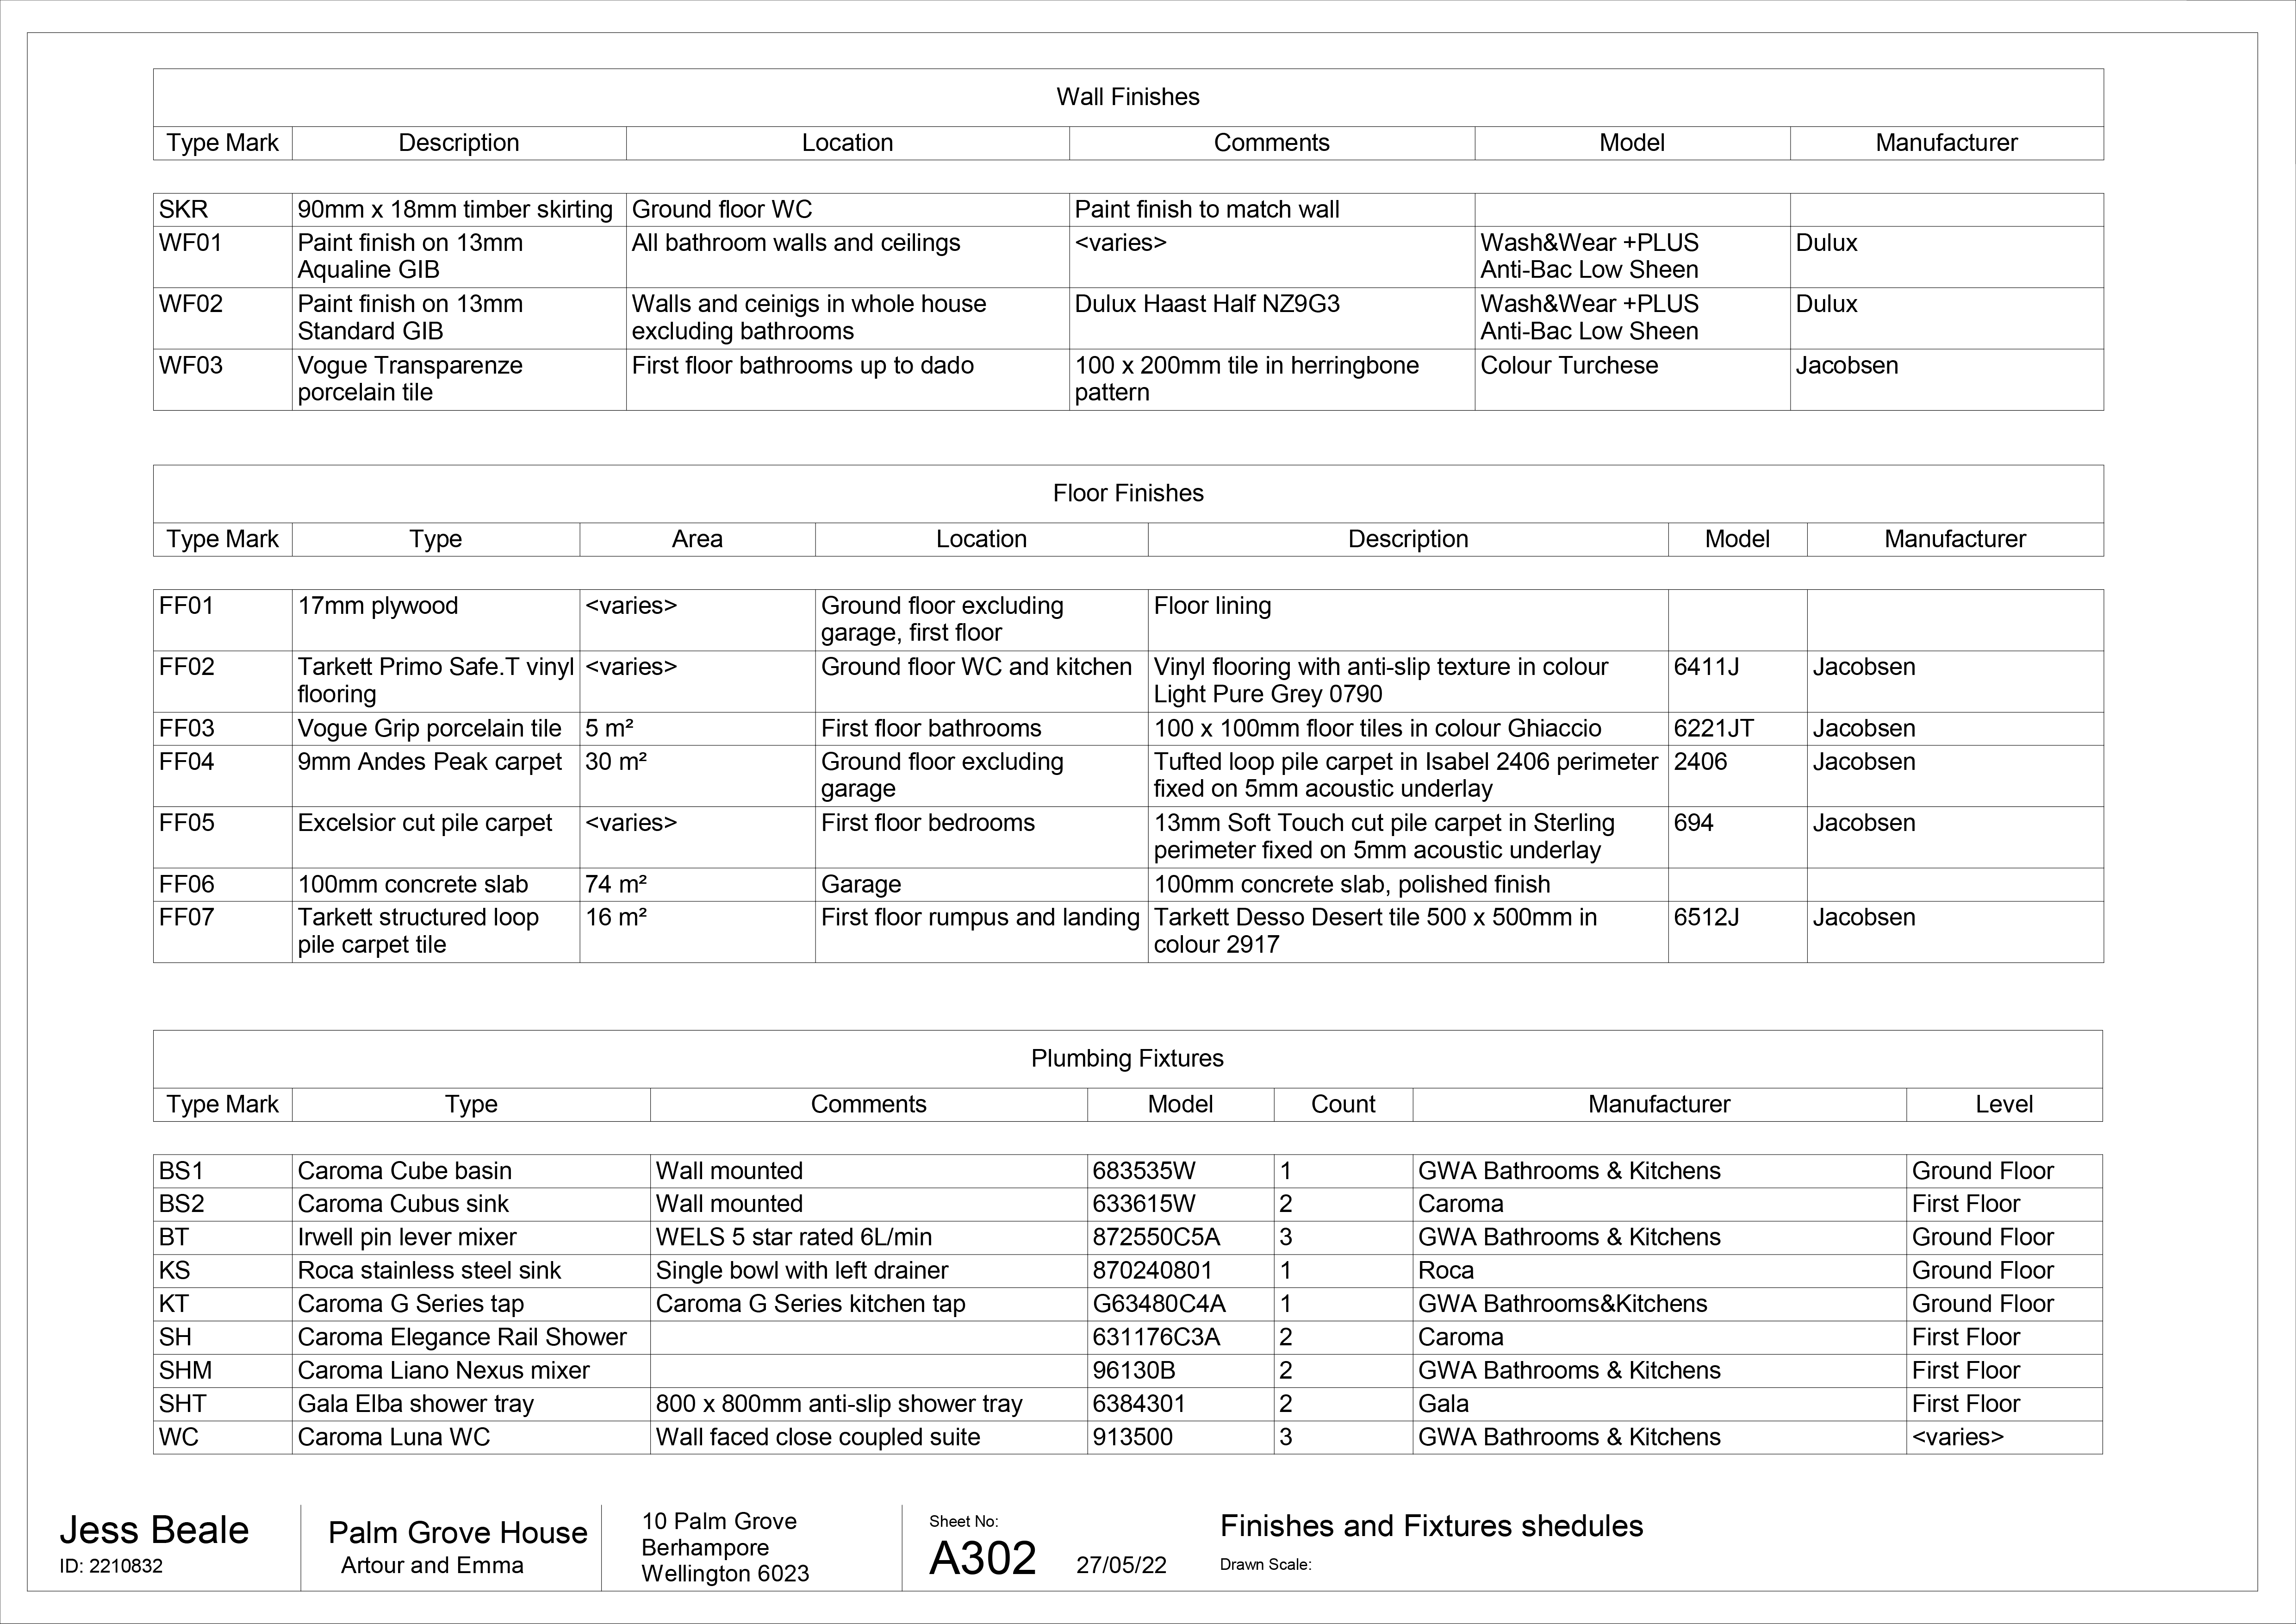 Wall Finishes
Type Mark Description Location Comments Model Manufacturer
SKR 90mm x 18mm timber skirting Ground floor WC Paint finish to match wall
WF01 Paint finish on 13mm All bathroom walls and ceilings <varies> Wash&Wear +PLUS Dulux
Aqualine GIB Anti-Bac Low Sheen
WF02 Paint finish on 13mm Walls and ceinigs in whole house Dulux Haast Half NZ9G3 Wash&Wear +PLUS Dulux
Standard GIB excluding bathrooms Anti-Bac Low Sheen
WF03 Vogue Transparenze First floor bathrooms up to dado 100 x 200mm tile in herringbone Colour Turchese Jacobsen
porcelain tile pattern
Floor Finishes
Type Mark Type Area Location Description Model Manufacturer
FF01 17mm plywood <varies> Ground floor excluding Floor lining
garage, first floor
FF02 Tarkett Primo Safe.T vinyl <varies> Ground floor WC and kitchen Vinyl flooring with anti-slip texture in colour 6411J Jacobsen
flooring Light Pure Grey 0790
FF03 Vogue Grip porcelain tile 5 m² First floor bathrooms 100 x 100mm floor tiles in colour Ghiaccio 6221JT Jacobsen
FF04 9mm Andes Peak carpet 30 m² Ground floor excluding Tufted loop pile carpet in Isabel 2406 perimeter 2406 Jacobsen
garage fixed on 5mm acoustic underlay
FF05 Excelsior cut pile carpet <varies> First floor bedrooms 13mm Soft Touch cut pile carpet in Sterling 694 Jacobsen
perimeter fixed on 5mm acoustic underlay
FF06 100mm concrete slab 74 m² Garage 100mm concrete slab, polished finish
FF07 Tarkett structured loop 16 m² First floor rumpus and landing Tarkett Desso Desert tile 500 x 500mm in 6512J Jacobsen
pile carpet tile colour 2917
Plumbing Fixtures
Type Mark Type Comments Model Count Manufacturer Level
BS1 Caroma Cube basin Wall mounted 683535W 1 GWA Bathrooms & Kitchens Ground Floor
BS2 Caroma Cubus sink Wall mounted 633615W 2 Caroma First Floor
BT Irwell pin lever mixer WELS 5 star rated 6L/min 872550C5A 3 GWA Bathrooms & Kitchens Ground Floor
KS Roca stainless steel sink Single bowl with left drainer 870240801 1 Roca Ground Floor
KT Caroma G Series tap Caroma G Series kitchen tap G63480C4A 1 GWA Bathrooms&Kitchens Ground Floor
SH Caroma Elegance Rail Shower 631176C3A 2 Caroma First Floor
SHM Caroma Liano Nexus mixer 96130B 2 GWA Bathrooms & Kitchens First Floor
SHT Gala Elba shower tray 800 x 800mm anti-slip shower tray 6384301 2 Gala First Floor
WC Caroma Luna WC Wall faced close coupled suite 913500 3 GWA Bathrooms & Kitchens <varies>
Jess Beale
ID: 2210832
Palm Grove House
Artour and Emma
10 Palm Grove
Berhampore
Wellington 6023
Sheet No:
A302 27/05/22
Finishes and Fixtures shedules
Drawn Scale: